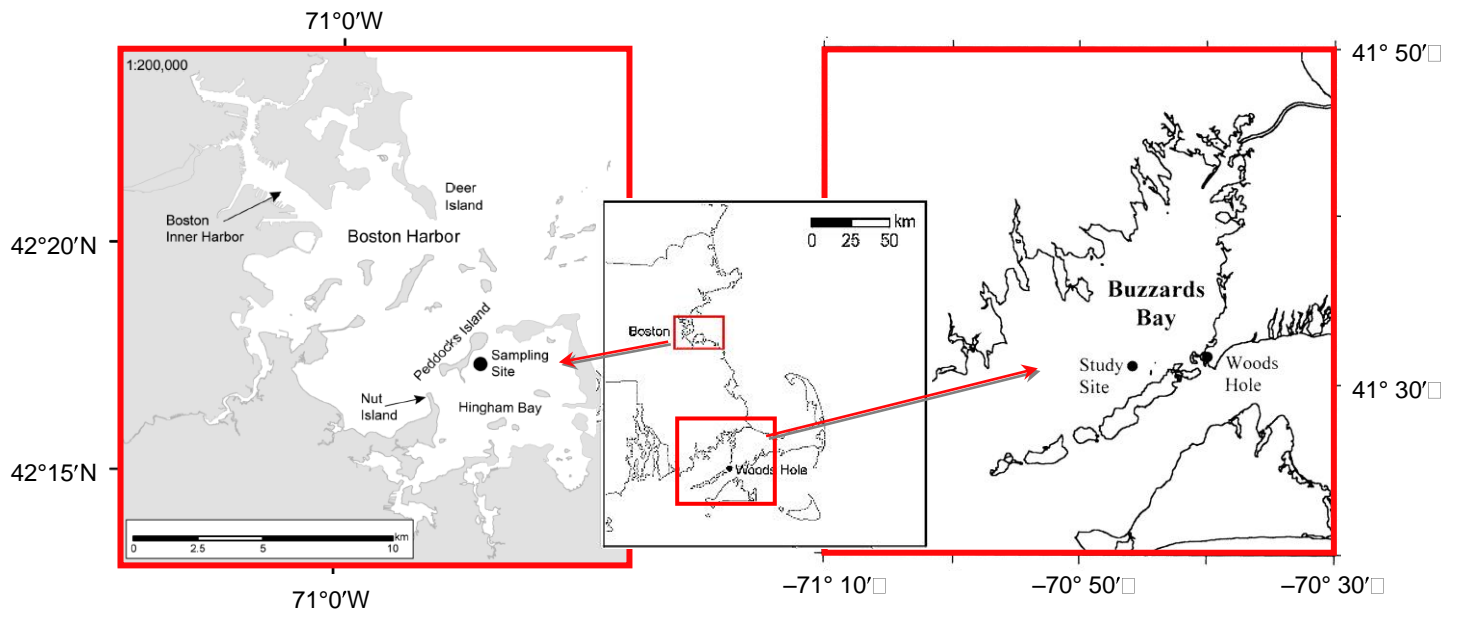 71°0′W
1:200,000
Deer
Island
Boston
Inner Harbor
Boston Harbor
42°20′N
Peddocks Island
Sampling
Site
Nut
Island
Hingham Bay
42°15′N
km
0 2.5 5 10
71°0′W
km
0 25 50
Boston
Woods Hole
41° 50′□
Buzzards
Bay
Study
Site
Woods
Hole
41° 30′□
–71° 10′□
–70° 50′□
–70° 30′□